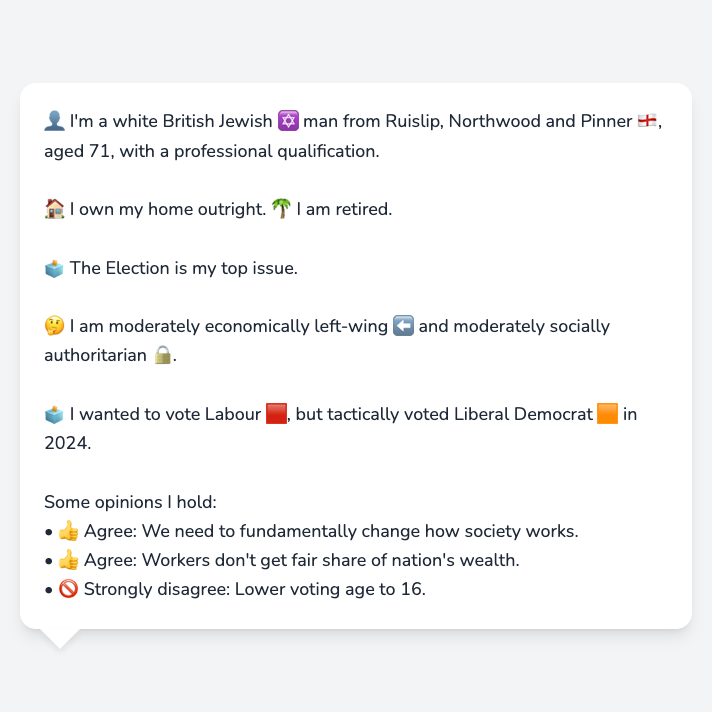 👤 I'm a white British Jewish ✡️ man from Ruislip, Northwood and Pinner 🏴󠁧󠁢󠁥󠁮󠁧󠁿,
aged 71, with a professional qualification.
🏠 I own my home outright. 🌴 I am retired.
🗳️ The Election is my top issue.
🤔 I am moderately economically left-wing ⬅️ and moderately socially
authoritarian 🔒.
🗳️ I wanted to vote Labour 🟥, but tactically voted Liberal Democrat 🟧 in
2024.
Some opinions I hold:
• 👍 Agree: We need to fundamentally change how society works.
• 👍 Agree: Workers don't get fair share of nation's wealth.
• 🚫 Strongly disagree: Lower voting age to 16.